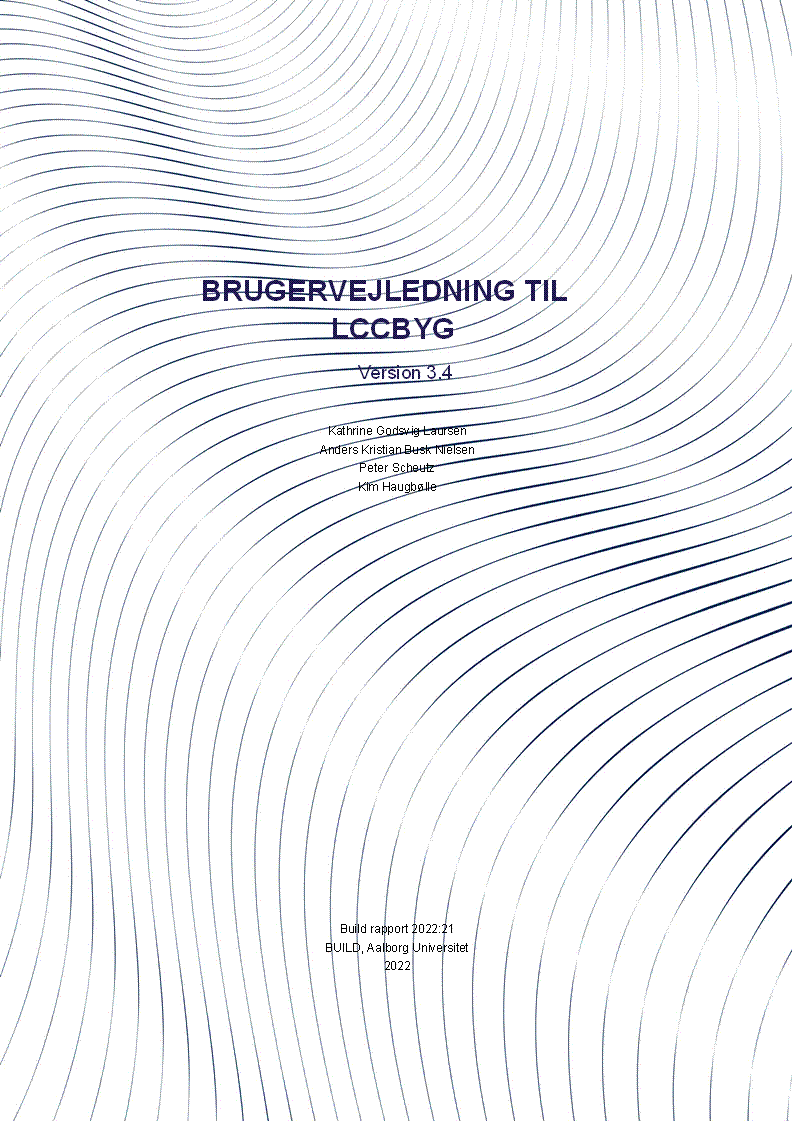 BRUGERVEJLEDNING TIL
LCCBYG
Version 3.4
Kathrine Godsvig Laursen
Anders Kristian Busk Nielsen
Peter Scheutz
Kim Haugbølle
Build rapport 2022:21
BUILD, Aalborg Universitet
2022